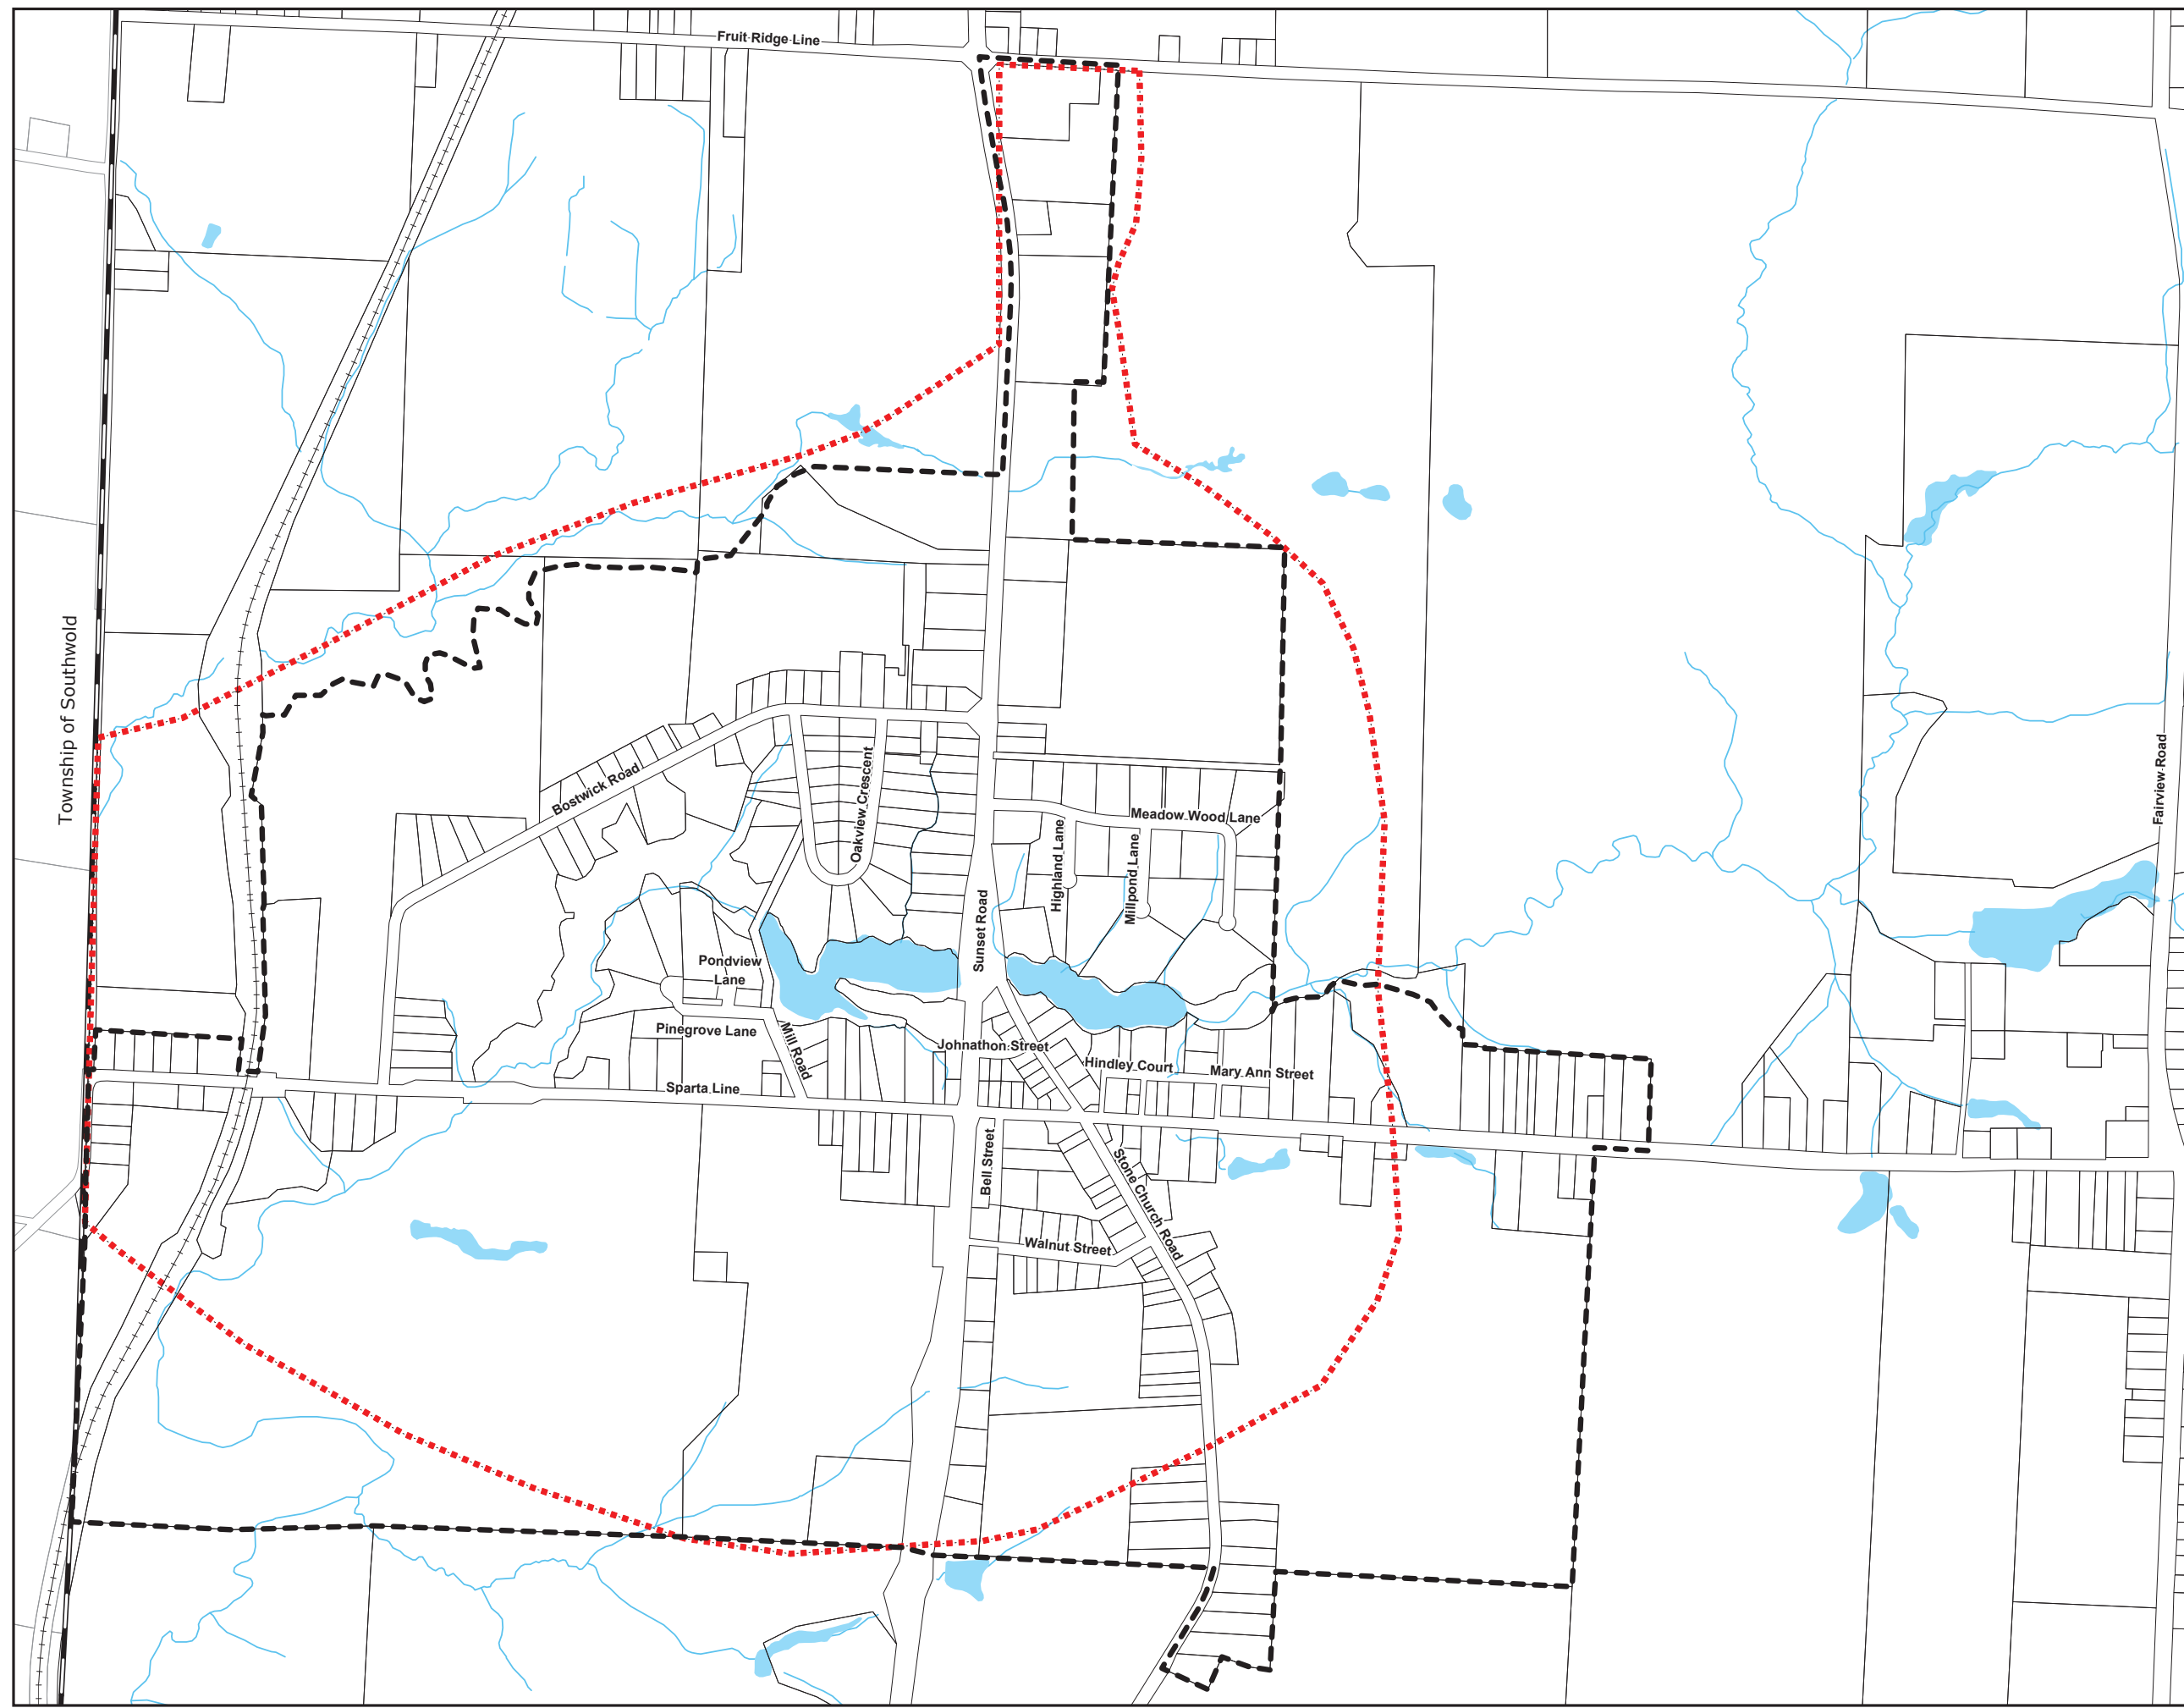 Fruit Ridge Line
Township of Southwold
Fairview Road
Bostwick Road
Oakview Crescent
Meadow Wood Lane
Highland Lane
Millpond Lane
Sunset Road
Pondview
Lane
Pinegrove Lane
Mill Road
Johnathon Street
Hindley Court
Mary Ann Street
Sparta Line
Bell Street
Stone Church Road
Walnut Street